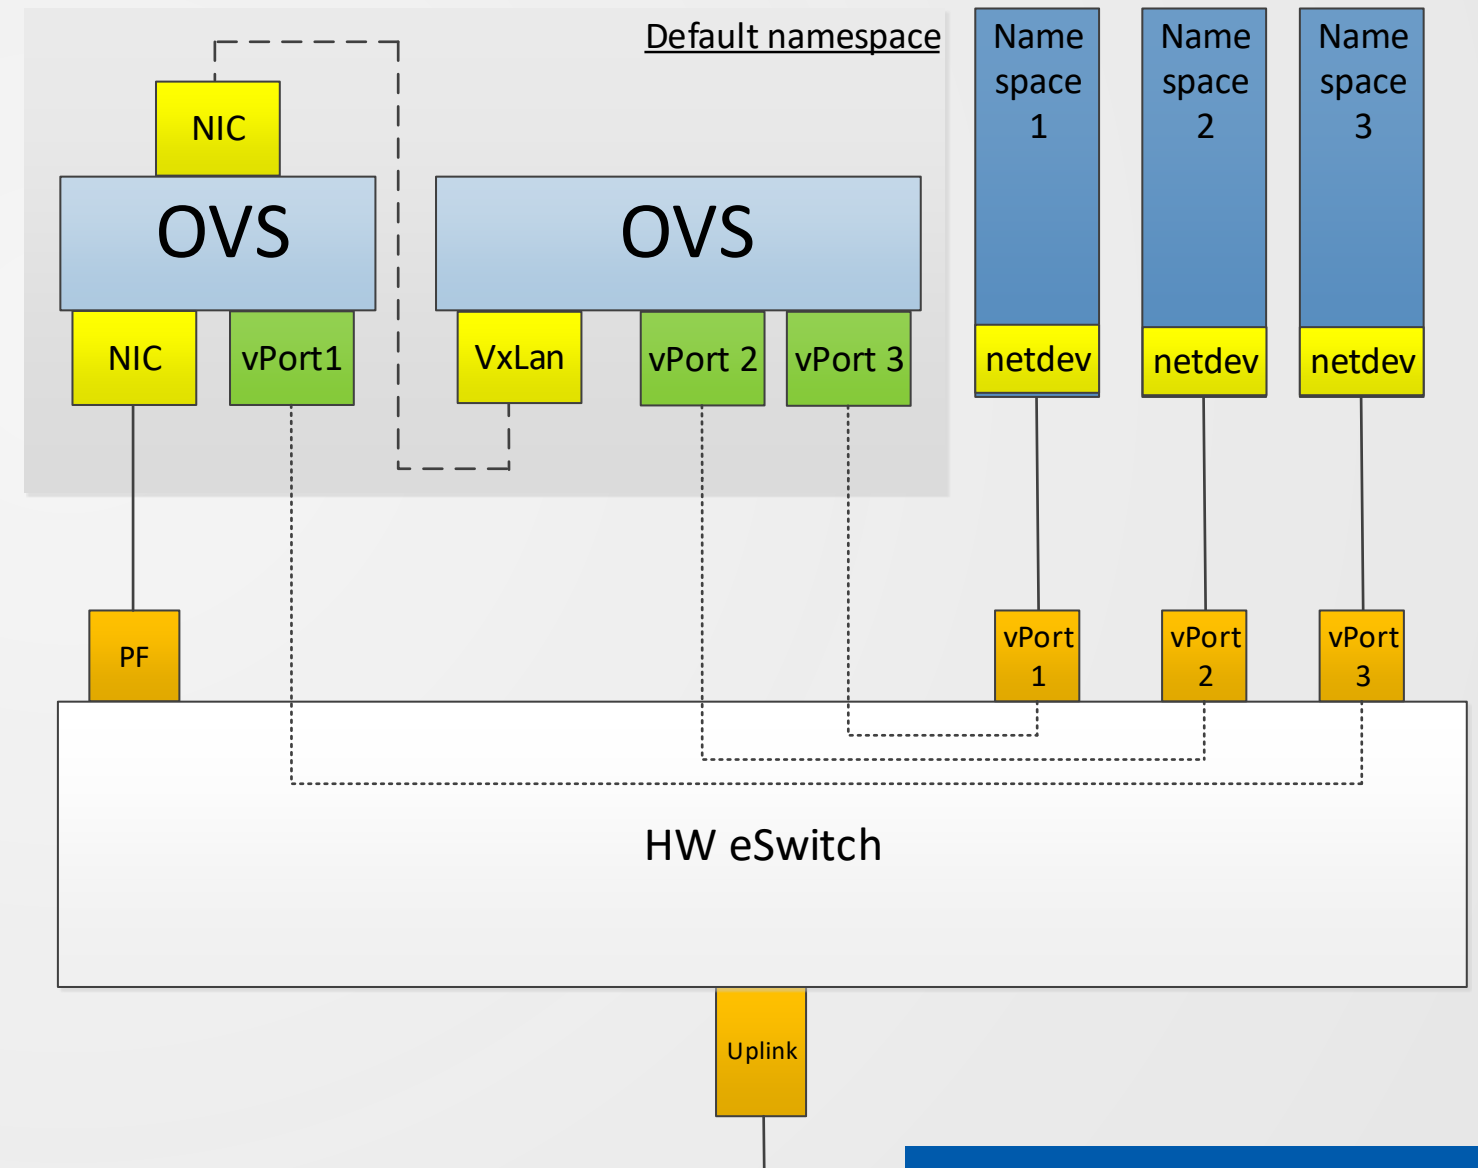 Default namespace
Name
space
1
Name
space
2
Name
space
3
NIC
OVS
OVS
NIC
vPort1
VxLan
vPort 2
vPort 3
netdev
netdev
netdev
PF
vPort
1
vPort
2
vPort
3
HW eSwitch
Uplink